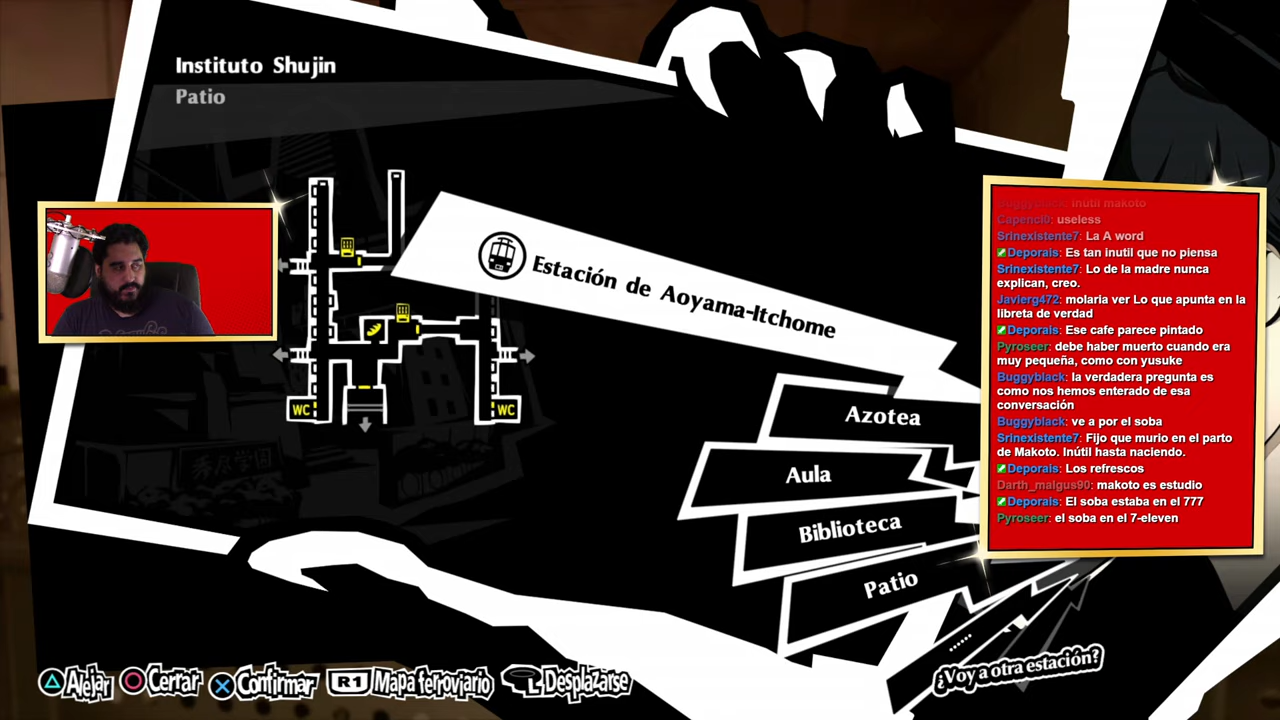 Instituto Shujin
Patio
WC
WC
Estación de Aoyama-Itchome
Azotea
Aula
Biblioteca
Patio
¿Voy a otra estación?
Alejar
Cerrar
Confirmar
R1 Mapa ferroviario
L Desplazarse
Buggyblack: inutil makoto
Capenci0: useless
Srinexistente7: La A word
Deporais: Es tan inutil que no piensa
Srinexistente7: Lo de la madre nunca
explican, creo.
Javierg472: molaria ver Lo que apunta en la
libreta de verdad
Deporais: Ese cafe parece pintado
Pyroseer: debe haber muerto cuando era
muy pequeña, como con yusuke
Buggyblack: la verdadera pregunta es
como nos hemos enterado de esa
conversación
Buggyblack: ve a por el soba
Srinexistente7: Fijo que murio en el parto
de Makoto. Inútil hasta naciendo.
Deporais: Los refrescos
Darth_malgus90: makoto es estudio
Deporais: El soba estaba en el 777
Pyroseer: el soba en el 7-eleven